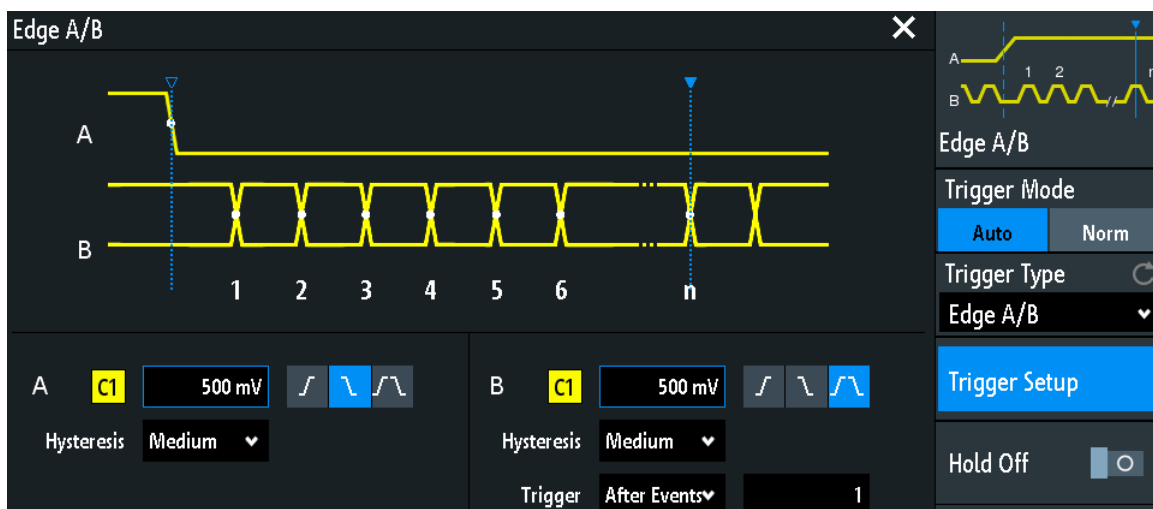 Edge A/B
A
B
1 2 3 4 5 6 n
A C1 500 mV
Hysteresis Medium
B C1 500 mV
Hysteresis Medium
Trigger After Events 1
A
1 2
B
Edge A/B
Trigger Mode
Auto Norm
Trigger Type
Edge A/B
Trigger Setup
Hold Off